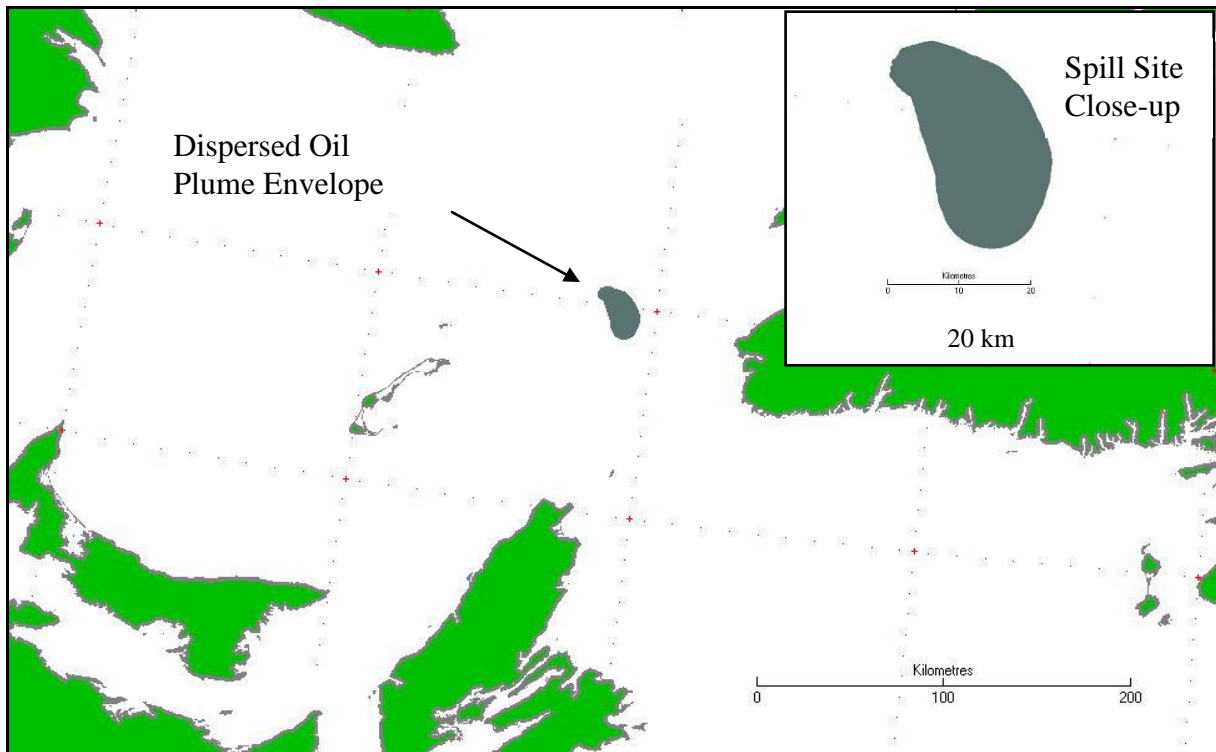 Dispersed Oil
Plume Envelope
Spill Site
Close-up
Kilometres
0 10 20
20 km
Kilometres
0 100 200